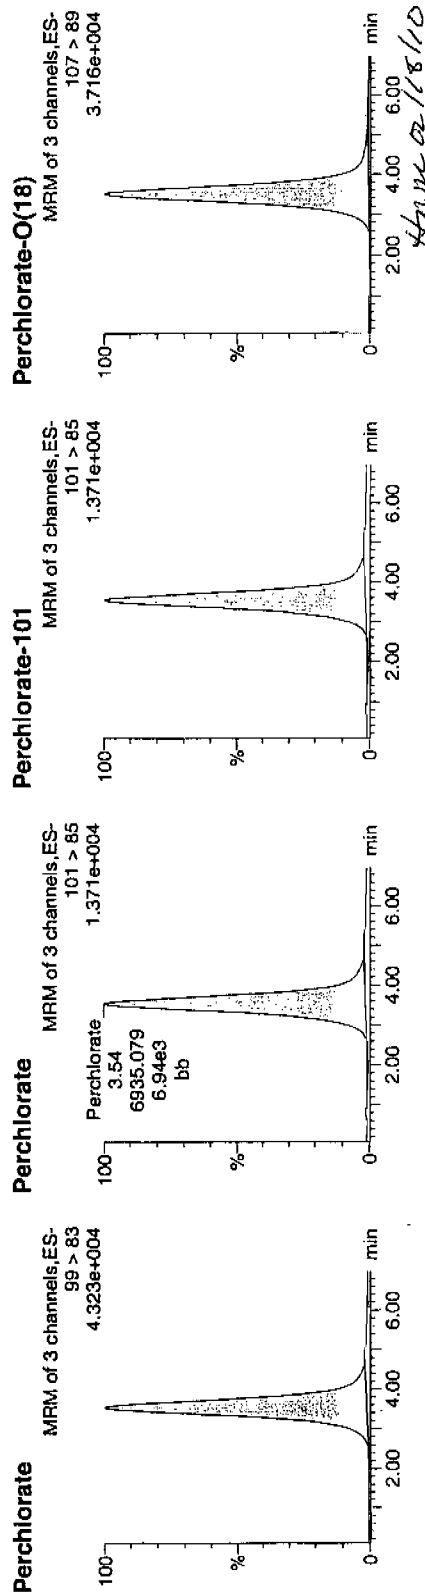 Perchlorate
MRM of 3 channels,ES-
99 > 83
4.323e+004
100
%
0
2.00
4.00
6.00
min
Perchlorate
MRM of 3 channels,ES-
101 > 85
1.371e+004
Perchlorate
3.54
6935.079
6.94e3
bb
100
%
0
2.00
4.00
6.00
min
Perchlorate-101
MRM of 3 channels,ES-
101 > 85
1.371e+004
100
%
0
2.00
4.00
6.00
min
Perchlorate-O(18)
MRM of 3 channels,ES-
107 > 89
3.716e+004
100
%
0
2.00
4.00
6.00
min